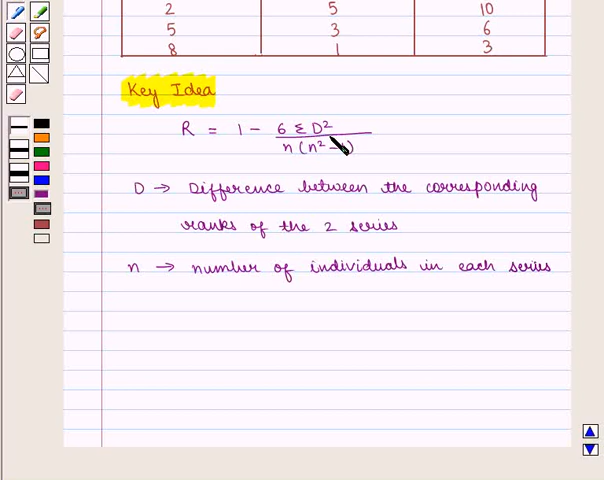 2 5 10
5 3 6
8 1 3
Key Idea
R = 1 - 6 Σ D²
n (n² - )
D → Difference between the corresponding
ranks of the 2 series
n → number of individuals in each series